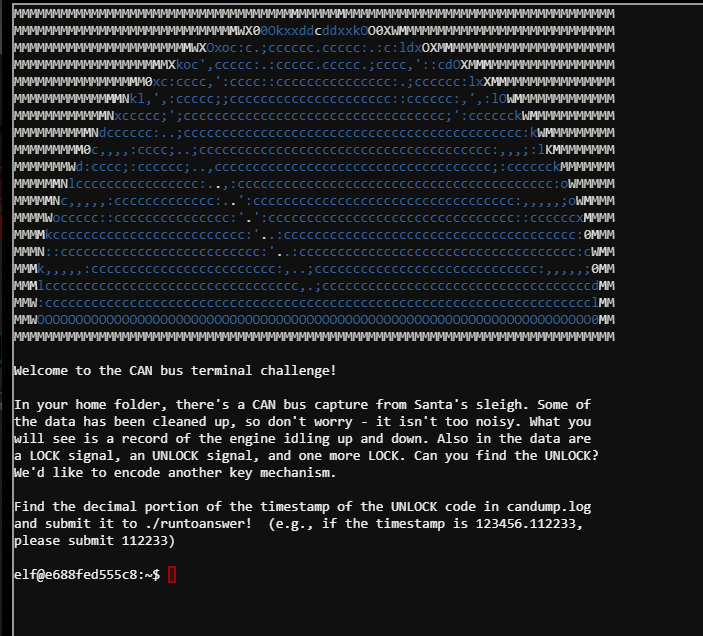 Welcome to the CAN bus terminal challenge!
In your home folder, there's a CAN bus capture from Santa's sleigh. Some of
the data has been cleaned up, so don't worry - it isn't too noisy. What you
will see is a record of the engine idling up and down. Also in the data are
a LOCK signal, an UNLOCK signal, and one more LOCK. Can you find the UNLOCK?
We'd like to encode another key mechanism.
Find the decimal portion of the timestamp of the UNLOCK code in candump.log
and submit it to ./runtoanswer!  (e.g., if the timestamp is 123456.112233,
please submit 112233)
elf@e688fed555c8:~$